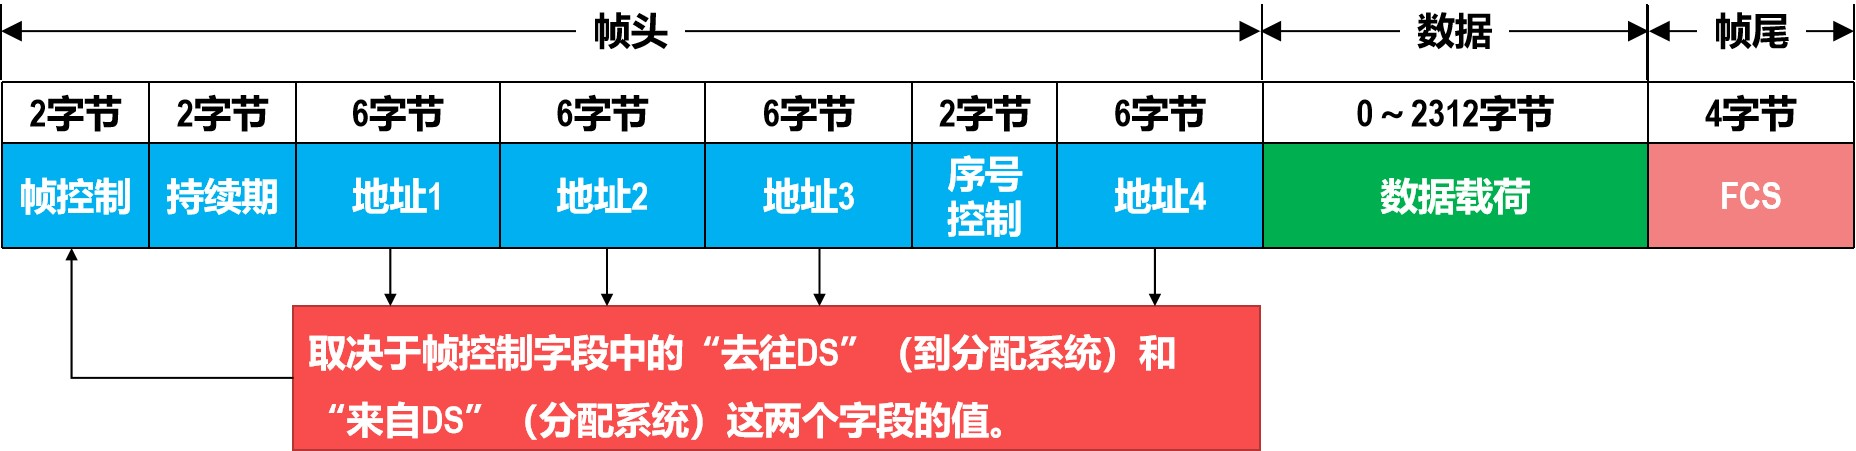 帧头 数据 帧尾
2字节 2字节 6字节 6字节 6字节 2字节 6字节 0～2312字节 4字节
帧控制 持续期 地址1 地址2 地址3 序号控制 地址4 数据载荷 FCS
取决于帧控制字段中的“去往DS”（到分配系统）和
“来自DS”（分配系统）这两个字段的值。